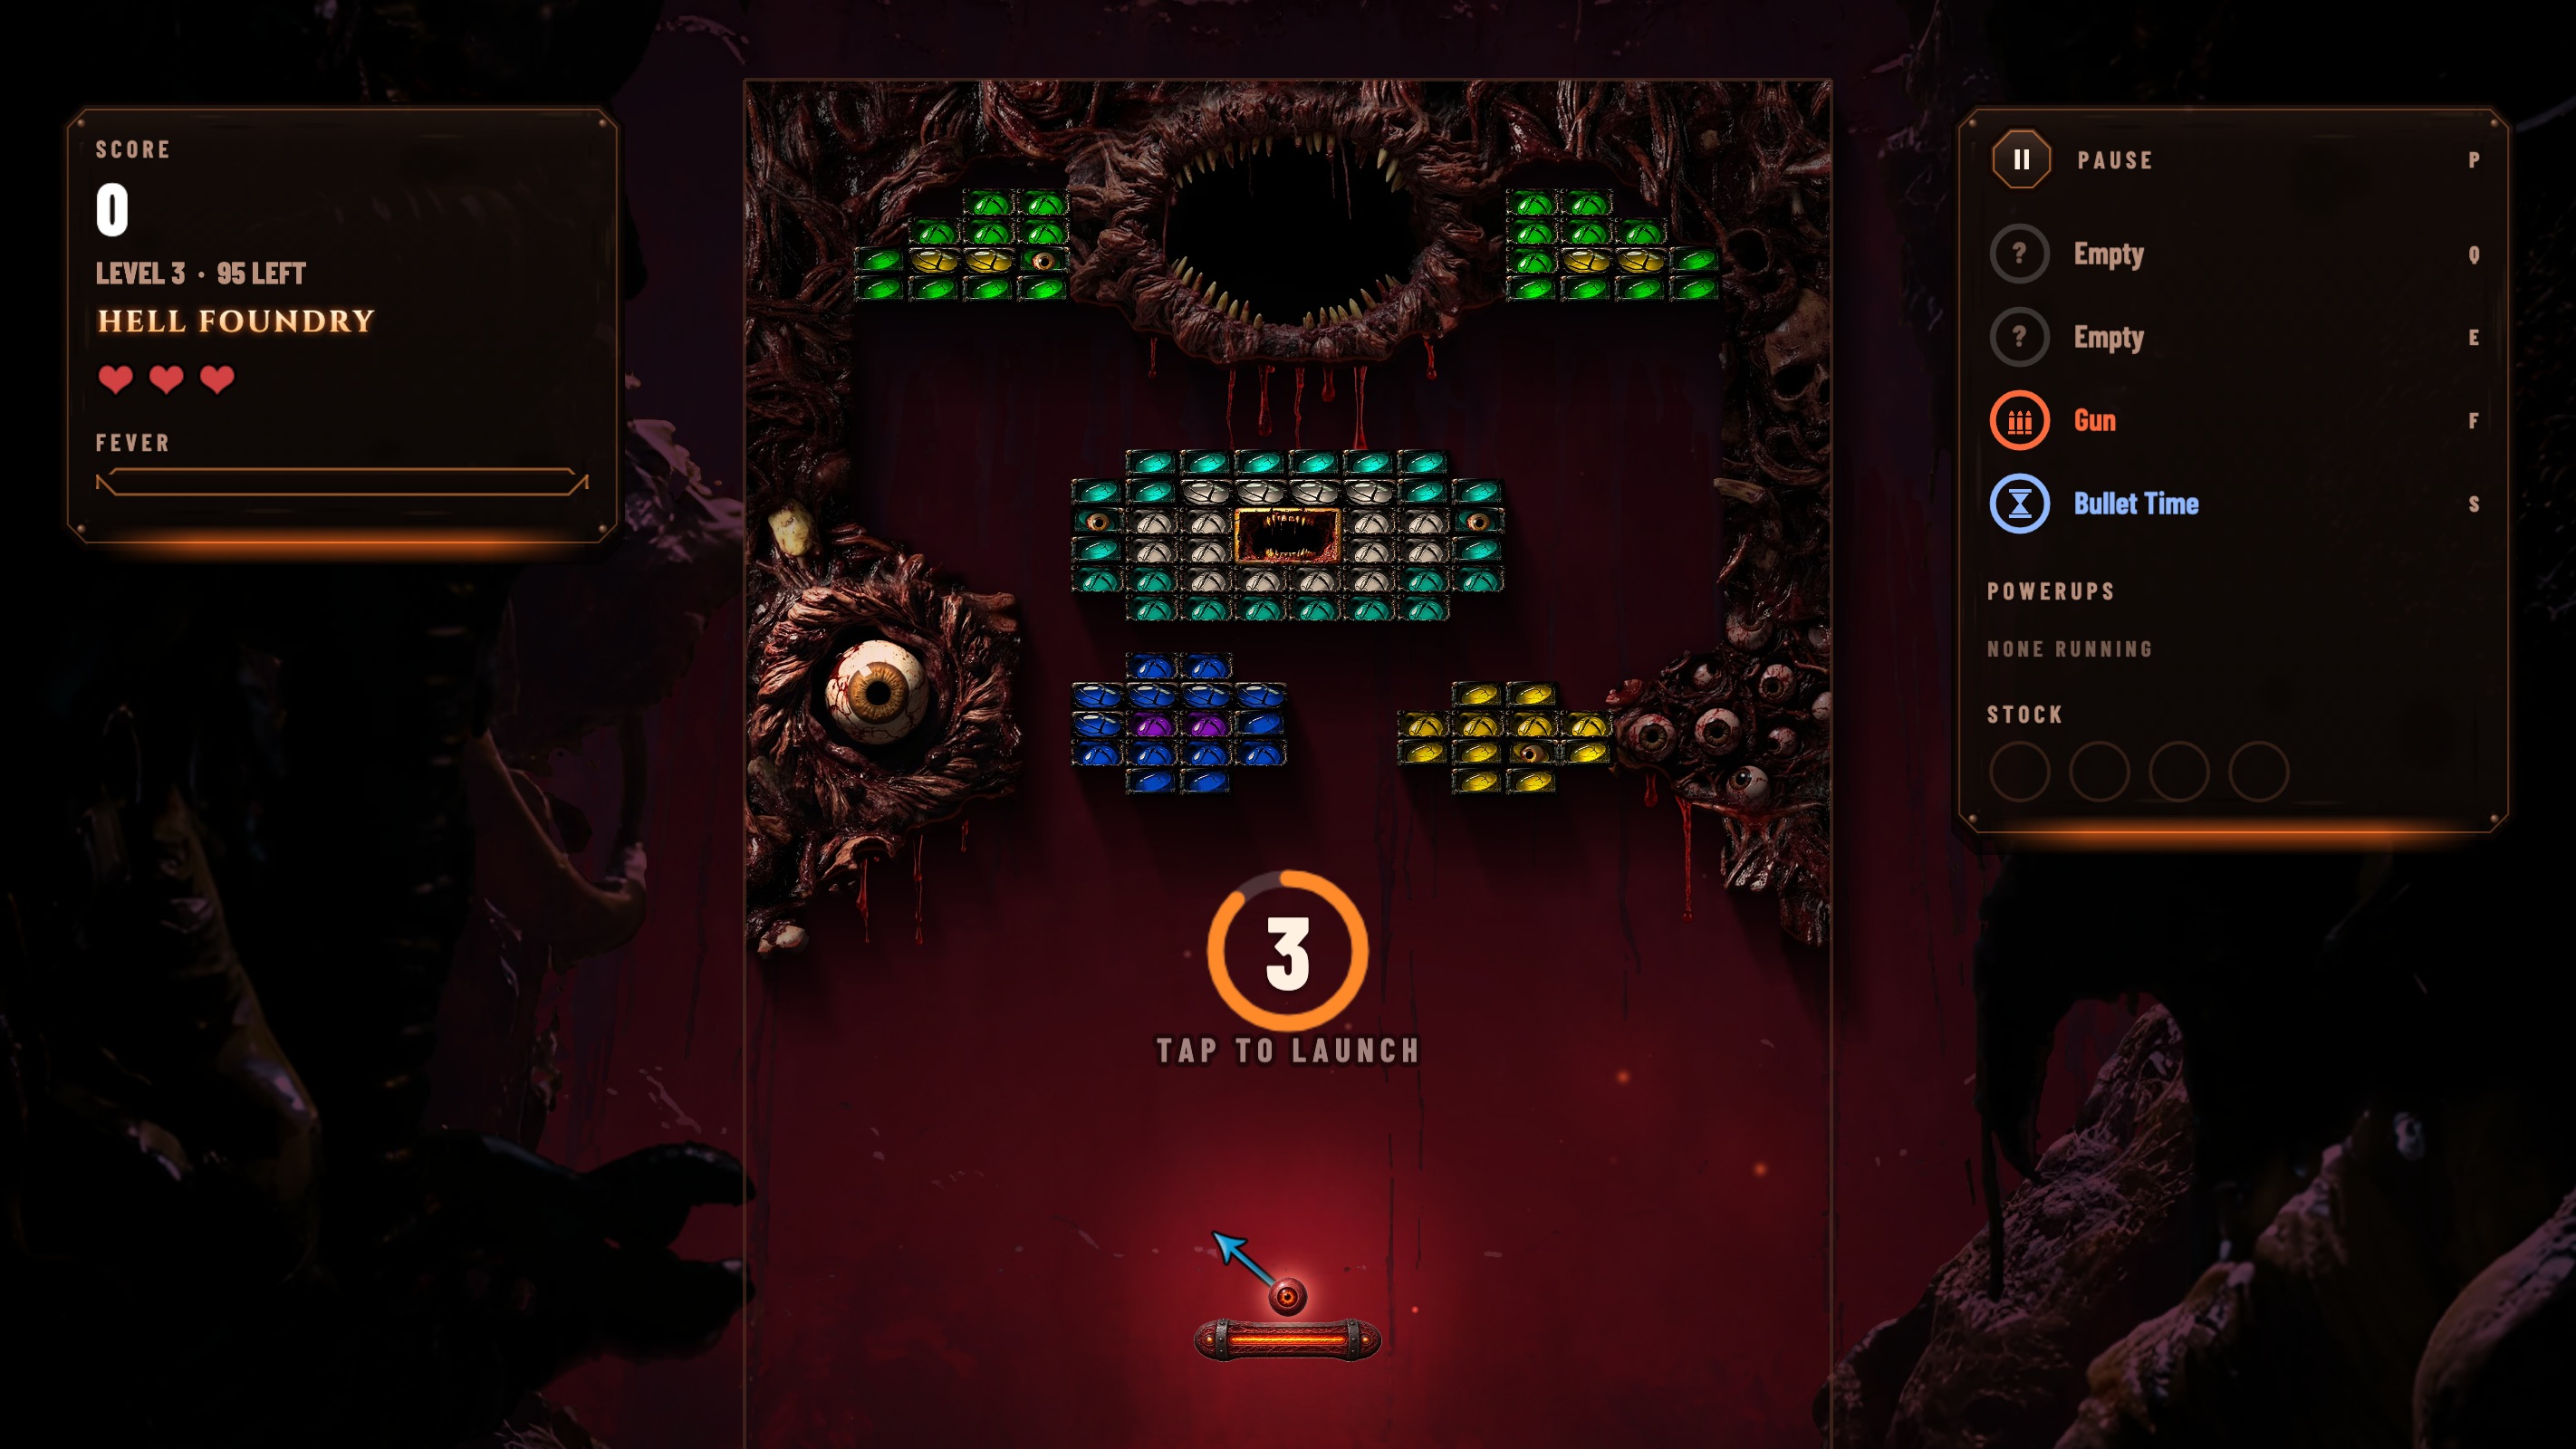 SCORE
0
LEVEL 3 · 95 LEFT
HELL FOUNDRY
FEVER
3
TAP TO LAUNCH
PAUSE P
? Empty Q
? Empty E
Gun F
Bullet Time S
POWERUPS
NONE RUNNING
STOCK